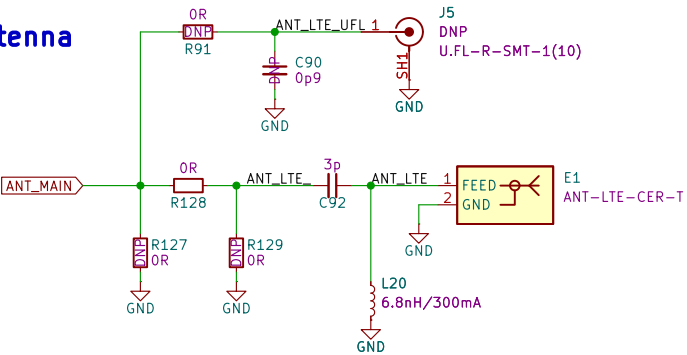 tenna
0R
DNP
R91
ANT_LTE_UFL
1
J5
DNP
U.FL-R-SMT-1(10)
SH1
GND
DNP
C90
0p9
GND
ANT_MAIN
0R
R128
ANT_LTE_
3p
C92
ANT_LTE
1
2
FEED
GND
E1
ANT-LTE-CER-T
GND
DNP
R127
0R
GND
DNP
R129
0R
GND
L20
6.8nH/300mA
GND